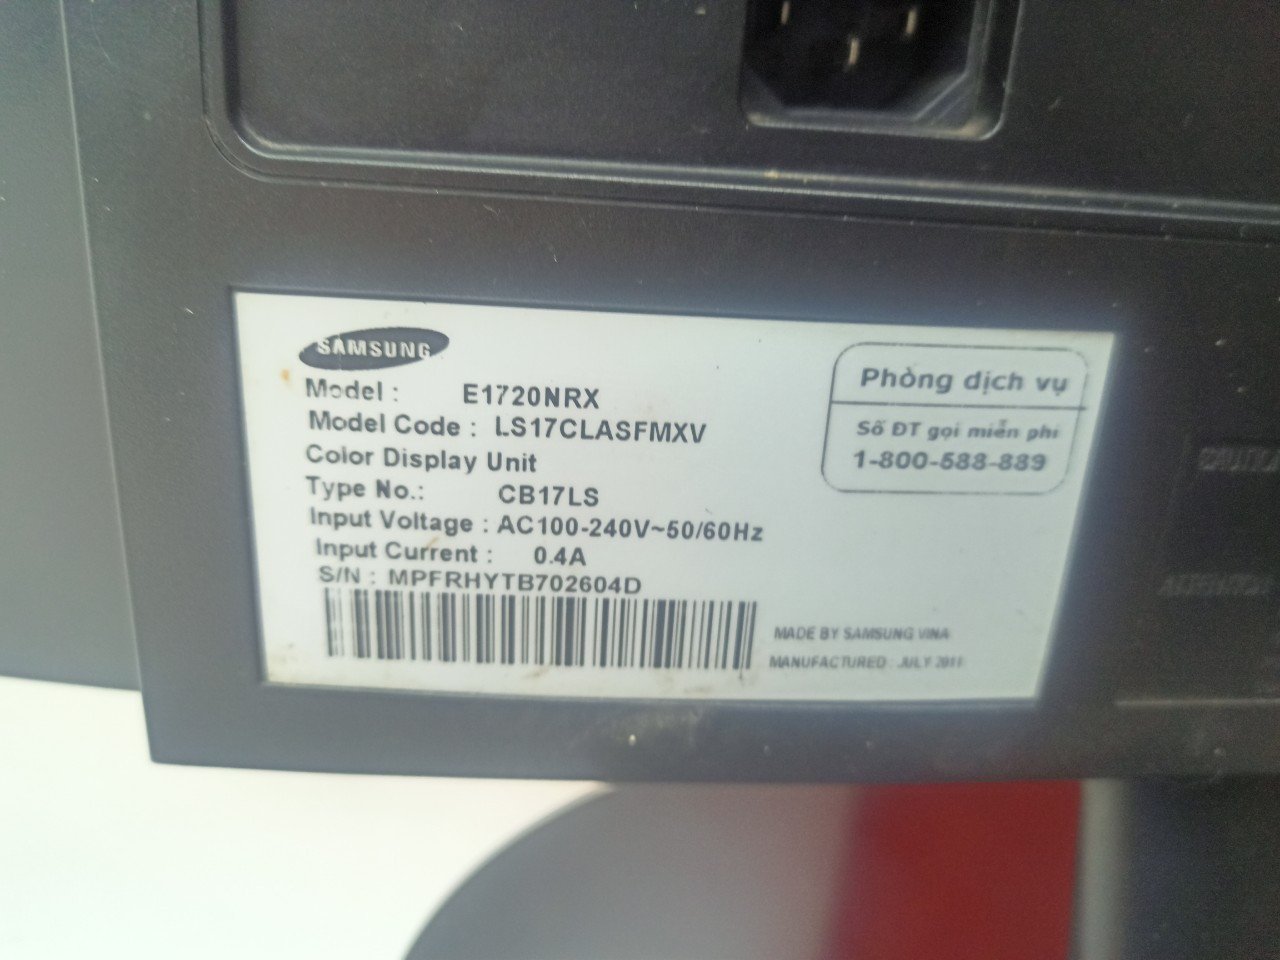 SAMSUNG
Model : E1720NRX
Model Code : LS17CLASFMXV
Color Display Unit
Type No.: CB17LS
Input Voltage : AC100-240V~50/60Hz
Input Current : 0.4A
S/N : MPFRHYTB702604D
Phòng dịch vụ
Số ĐT gọi miễn phí
1-800-588-889
MADE BY SAMSUNG VINA
MANUFACTURED : JULY 2011